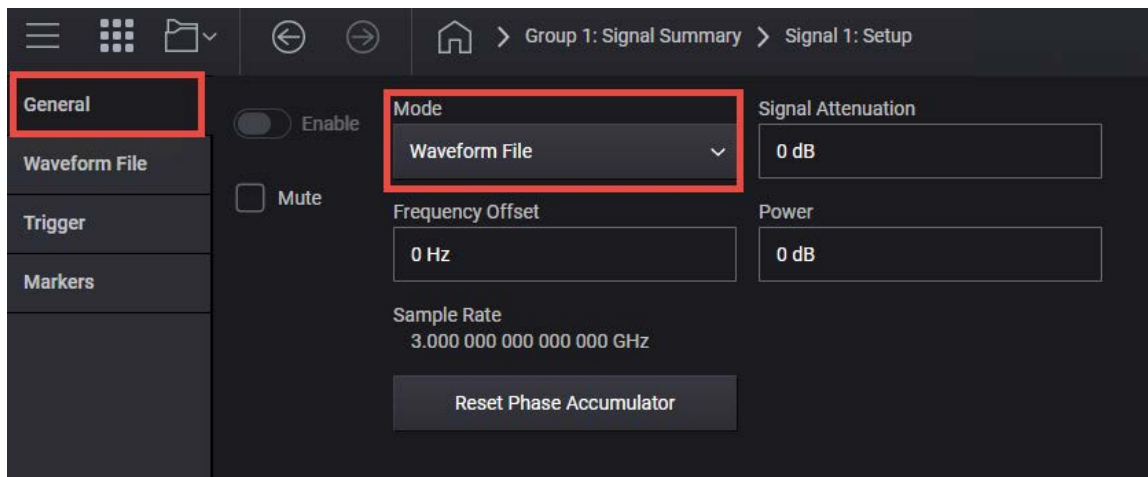 Group 1: Signal Summary
Signal 1: Setup
General
Waveform File
Trigger
Markers
Enable
Mute
Mode
Waveform File
Signal Attenuation
0 dB
Frequency Offset
0 Hz
Power
0 dB
Sample Rate
3.000 000 000 000 000 GHz
Reset Phase Accumulator